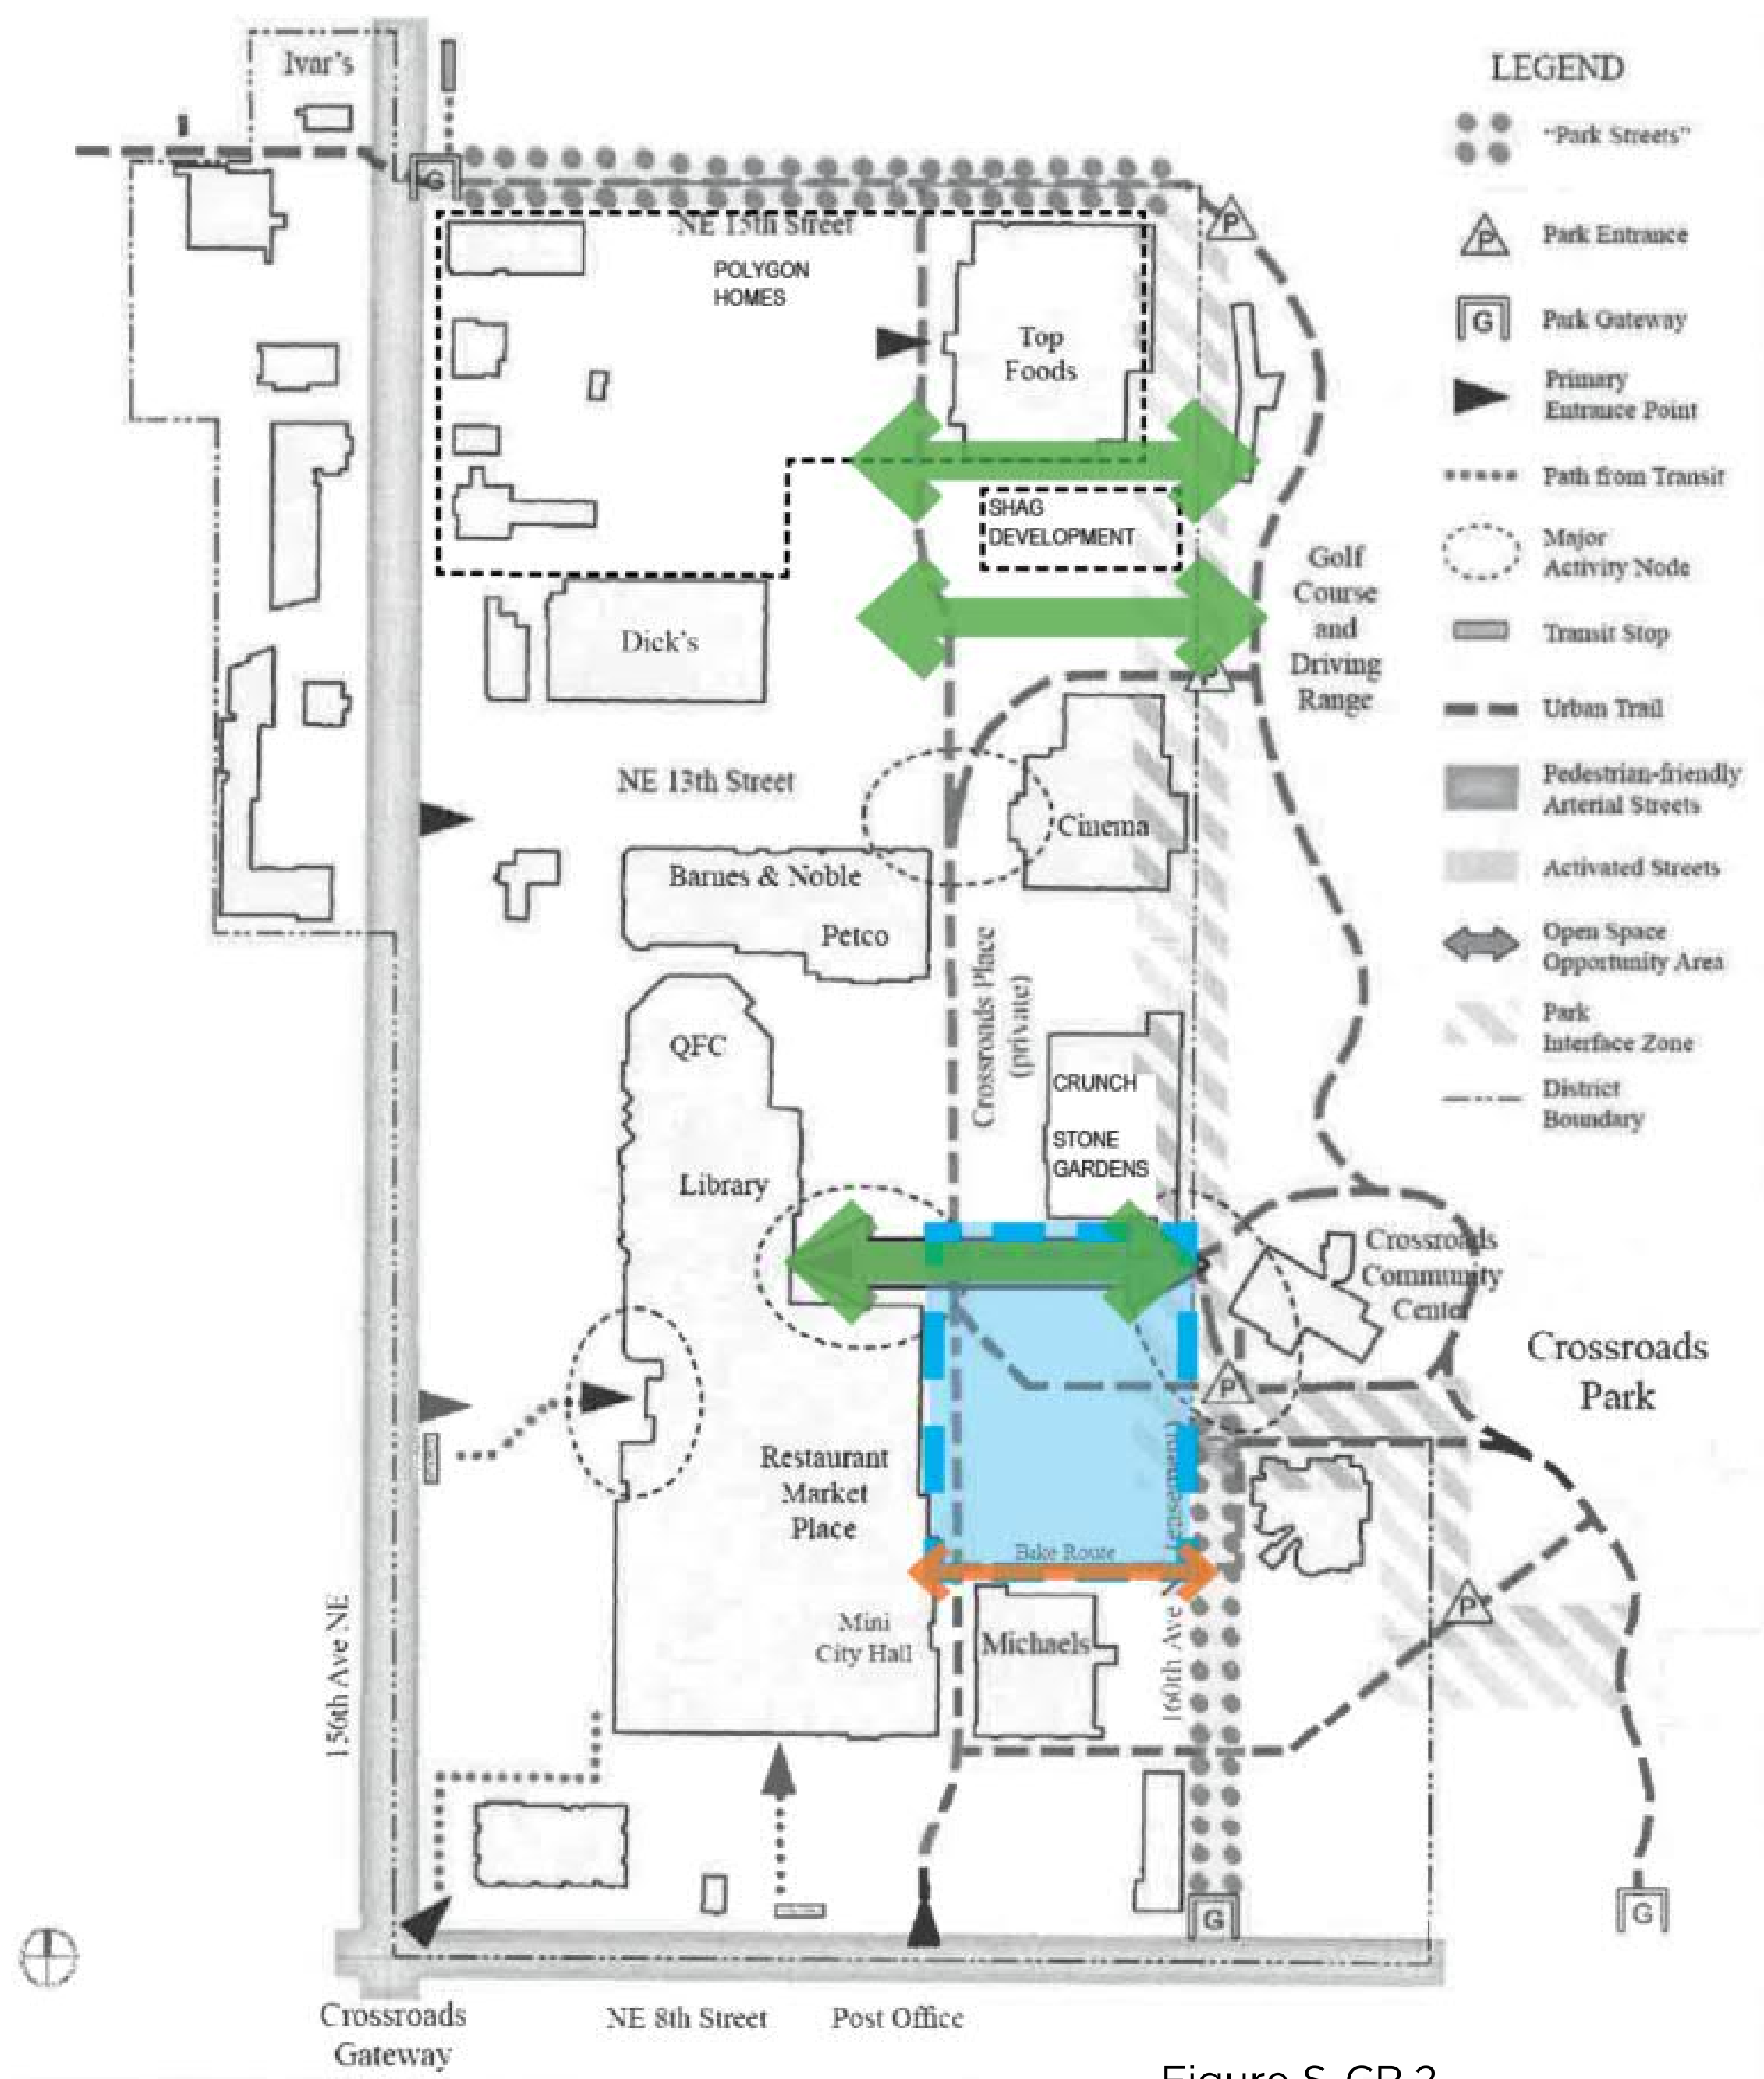 Ivar's
G
NE 15th Street
POLYGON
HOMES
Top
Foods
P
SHAG
DEVELOPMENT
Dick's
Golf
Course
and
Driving
Range
NE 13th Street
Cinema
Barnes & Noble
Petco
Crossroads Place
(private)
QFC
CRUNCH
STONE
GARDENS
Library
Crossroads
Community
Center
Crossroads
Park
P
Restaurant
Market
Place
Bike Route
Mini
City Hall
Michaels
160th Ave
(easement)
P
156th Ave NE
G
G
Crossroads
Gateway
NE 8th Street
Post Office
LEGEND
"Park Streets"
P
Park Entrance
G
Park Gateway
Primary
Entrance Point
Path from Transit
Major
Activity Node
Transit Stop
Urban Trail
Pedestrian-friendly
Arterial Streets
Activated Streets
Open Space
Opportunity Area
Park
Interface Zone
District
Boundary